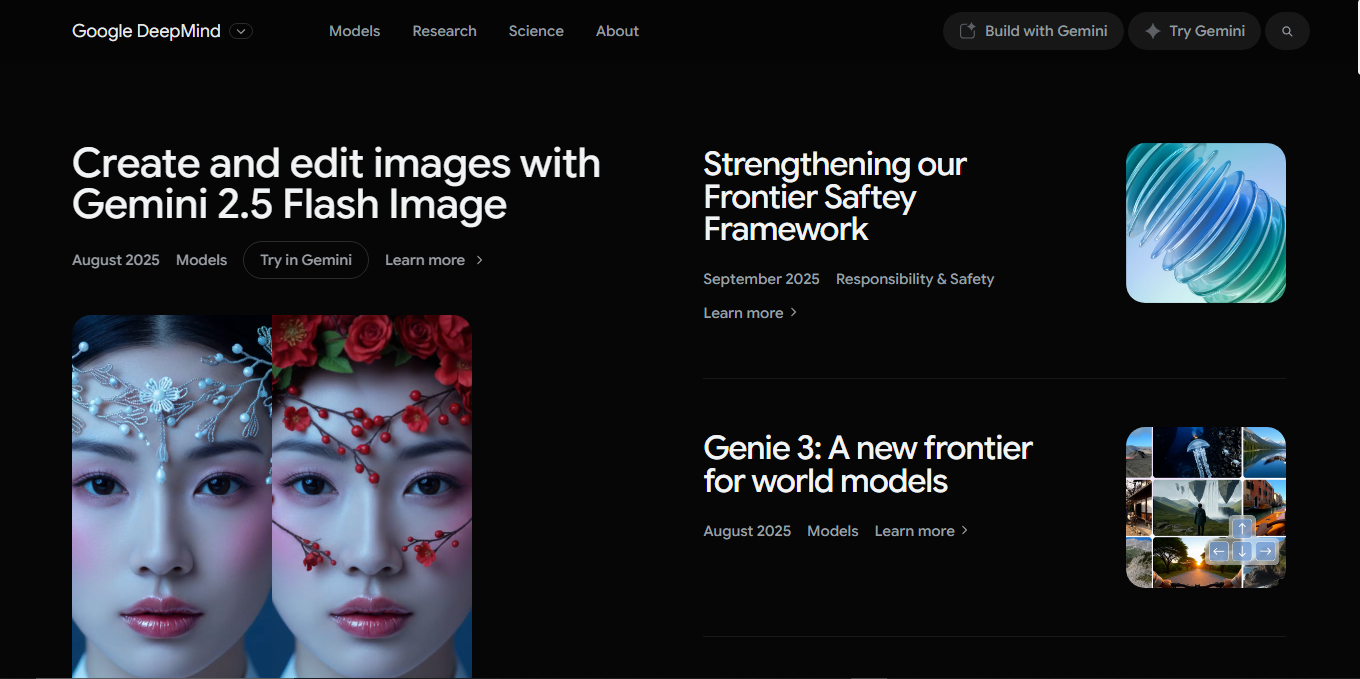 Google DeepMind
Models
Research
Science
About
Build with Gemini
Try Gemini
Create and edit images with
Gemini 2.5 Flash Image
August 2025
Models
Try in Gemini
Learn more
Strengthening our
Frontier Saftey
Framework
September 2025
Responsibility & Safety
Learn more
Genie 3: A new frontier
for world models
August 2025
Models
Learn more